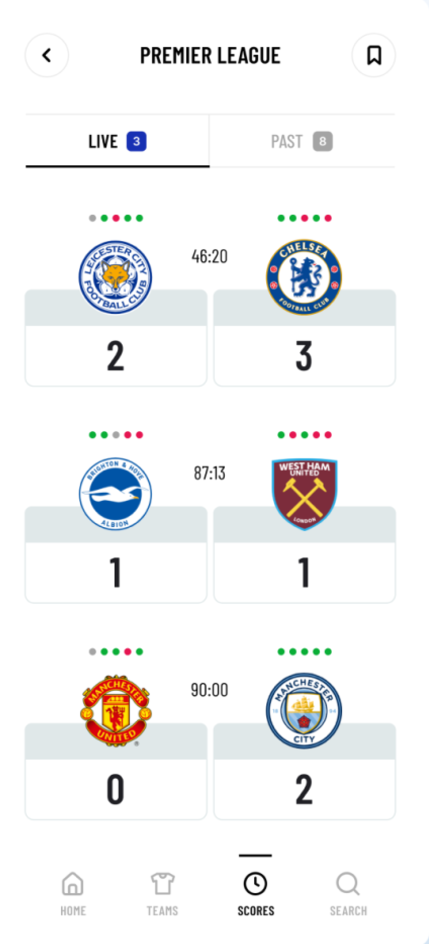 PREMIER LEAGUE
LIVE 3
PAST 8
46:20
LEICESTER CITY
FOOTBALL CLUB
CHELSEA
FOOTBALL CLUB
2
3
87:13
BRIGHTON & HOVE
ALBION
WEST HAM
UNITED
LONDON
1
1
90:00
MANCHESTER
UNITED
®
MANCHESTER
CITY
0
2
HOME
TEAMS
SCORES
SEARCH